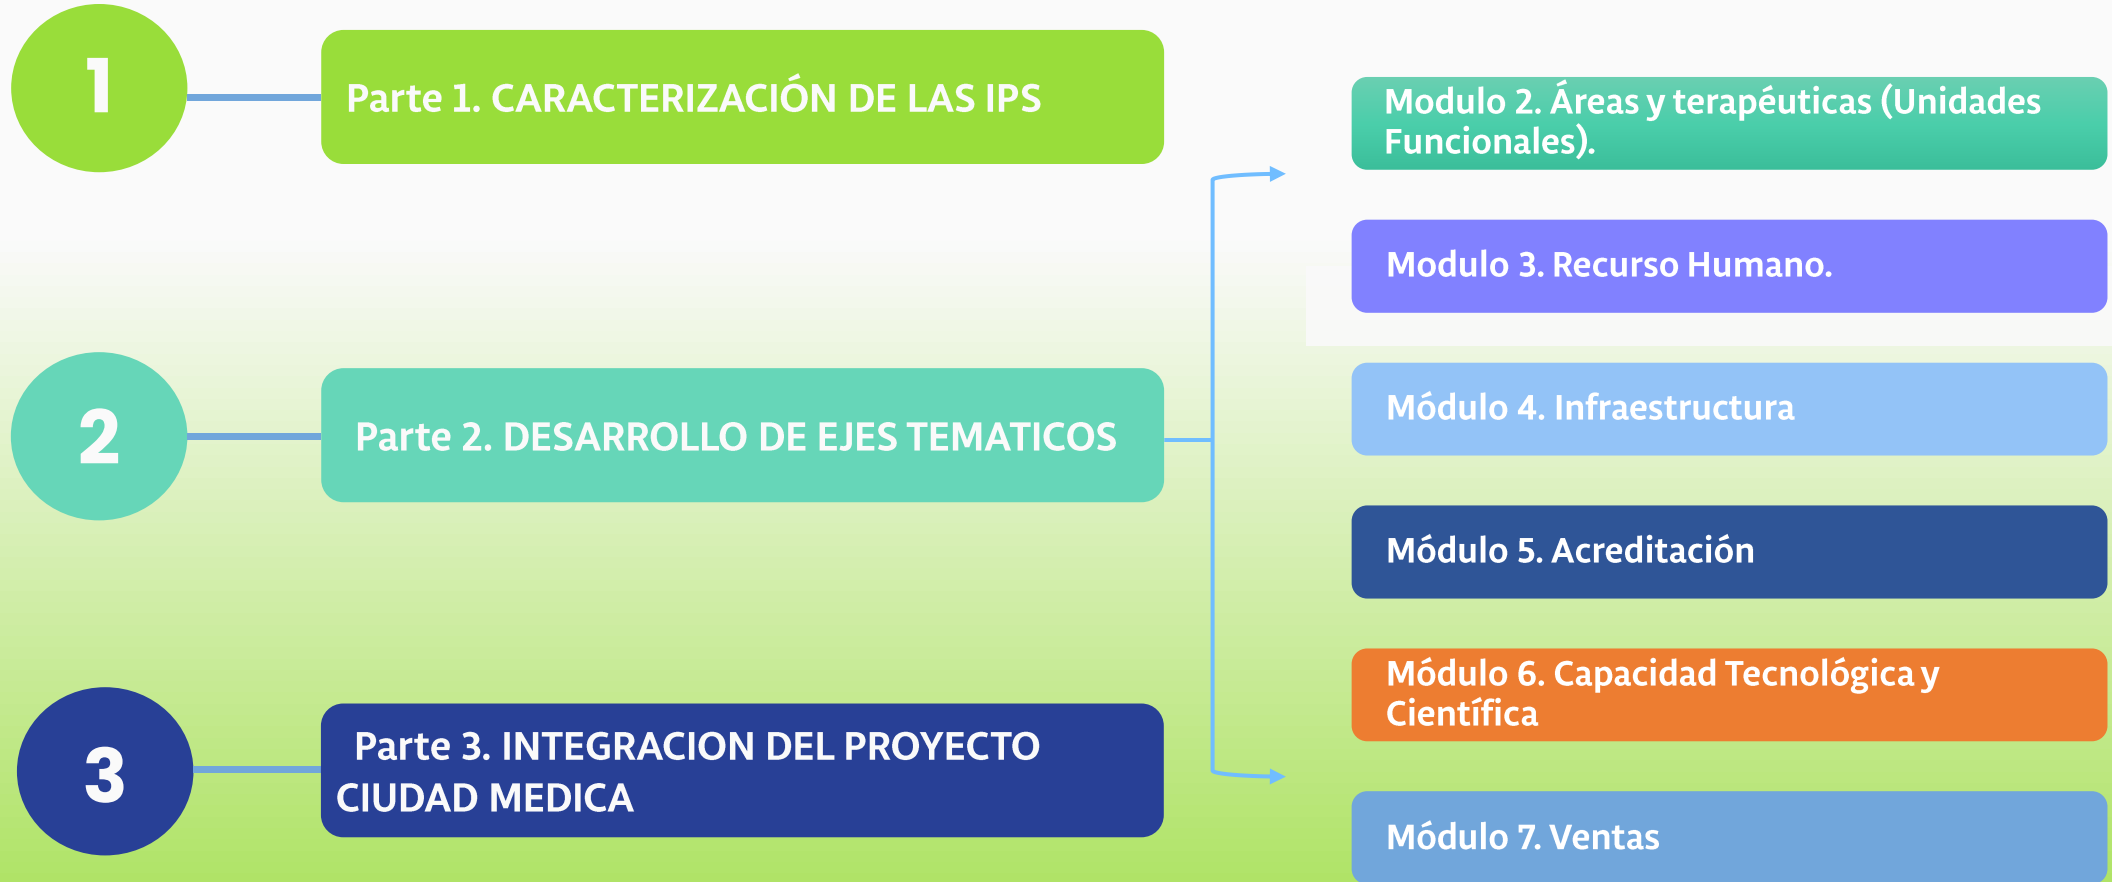 1
Parte 1. CARACTERIZACIÓN DE LAS IPS
2
Parte 2. DESARROLLO DE EJES TEMATICOS
3
Parte 3. INTEGRACION DEL PROYECTO
CIUDAD MEDICA
Modulo 2. Áreas y terapéuticas (Unidades
Funcionales).
Modulo 3. Recurso Humano.
Módulo 4. Infraestructura
Módulo 5. Acreditación
Módulo 6. Capacidad Tecnológica y
Científica
Módulo 7. Ventas